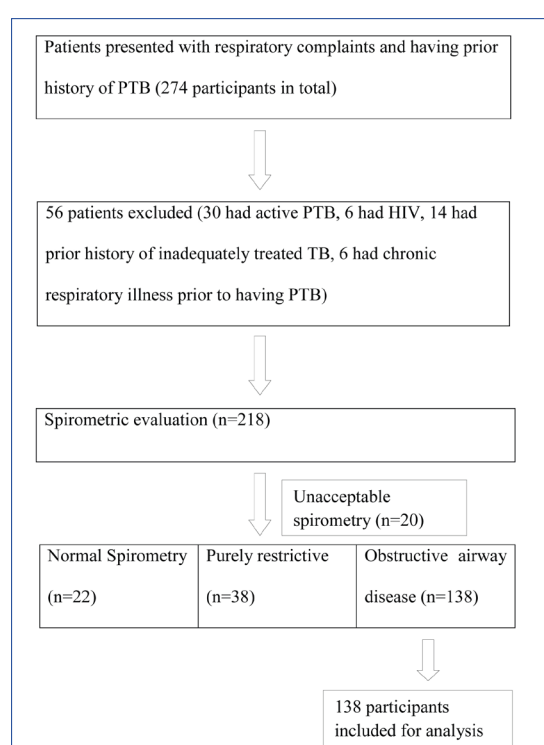 Patients presented with respiratory complaints and having prior
history of PTB (274 participants in total)
56 patients excluded (30 had active PTB, 6 had HIV, 14 had
prior history of inadequately treated TB, 6 had chronic
respiratory illness prior to having PTB)
Spirometric evaluation (n=218)
Unacceptable
spirometry (n=20)
Normal Spirometry
(n=22)
Purely restrictive
(n=38)
Obstructive airway
disease (n=138)
138 participants
included for analysis